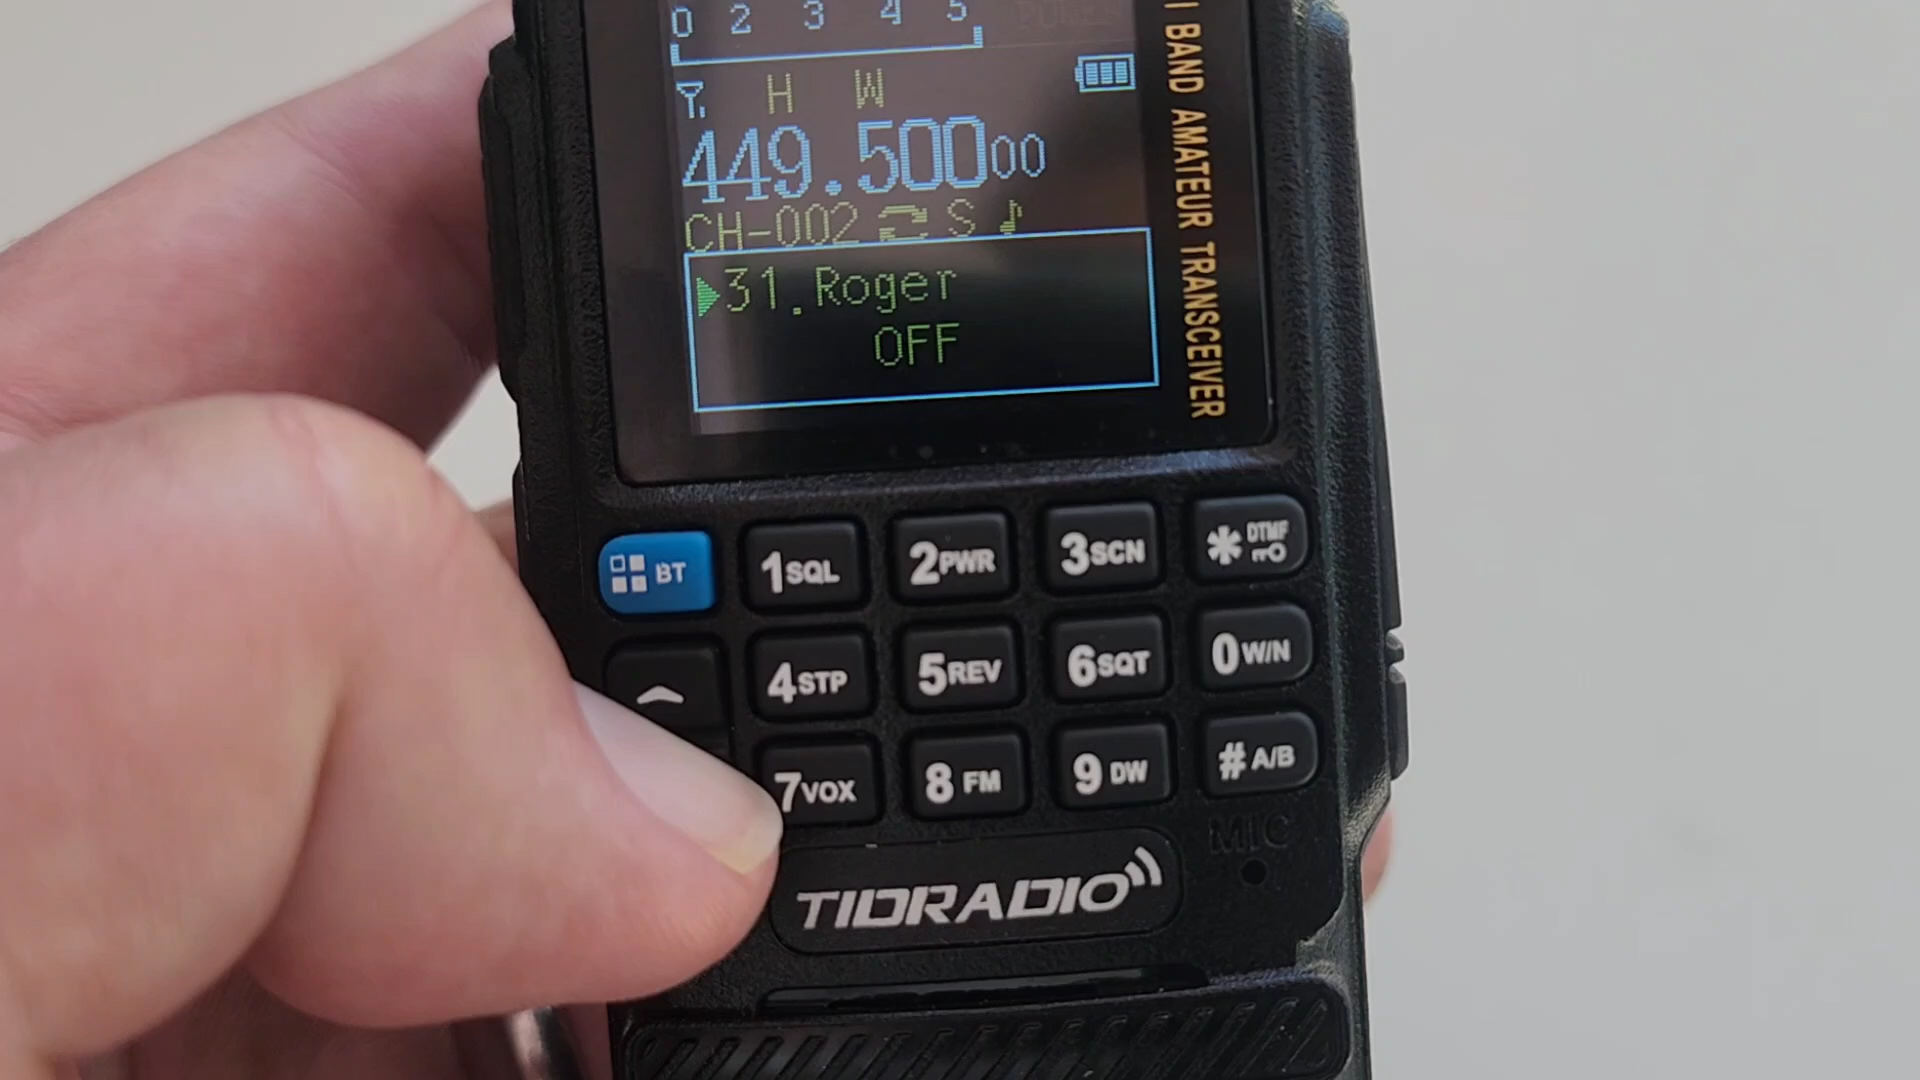 0 2 3 4 5 POWER
H W
449.50000
CH-002 S
31.Roger
OFF
I BAND AMATEUR TRANSCEIVER
BT 1SQL 2PWR 3SCN * DTMF
4STP 5REV 6SQT 0W/N
7VOX 8 FM 9 DW # A/B
MIC
TIDRADIO